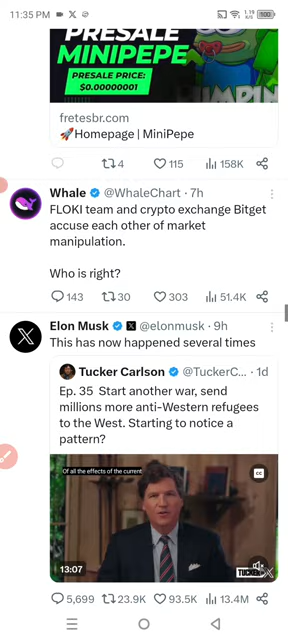 11:35 PM
1.19
K/S
100
PRESALE
MINIPEPE
PRESALE PRICE:
$0.00000001
fretesbr.com
🚀Homepage | MiniPepe
4 115 158K
Whale @WhaleChart · 7h
FLOKI team and crypto exchange Bitget
accuse each other of market
manipulation.
Who is right?
143 30 303 51.4K
Elon Musk @elonmusk · 9h
This has now happened several times
Tucker Carlson @TuckerC... · 1d
Ep. 35 Start another war, send
millions more anti-Western refugees
to the West. Starting to notice a
pattern?
Of all the effects of the current
CC
13:07
5,699 23.9K 93.5K 13.4M